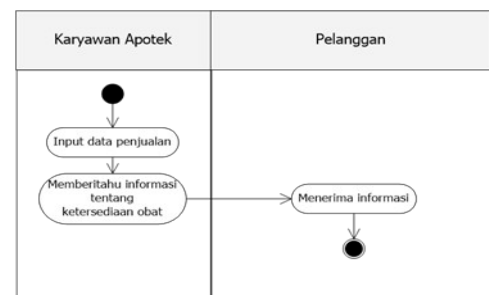 Karyawan Apotek
Pelanggan
Input data penjualan
Memberitahu informasi
tentang
ketersediaan obat
Menerima informasi